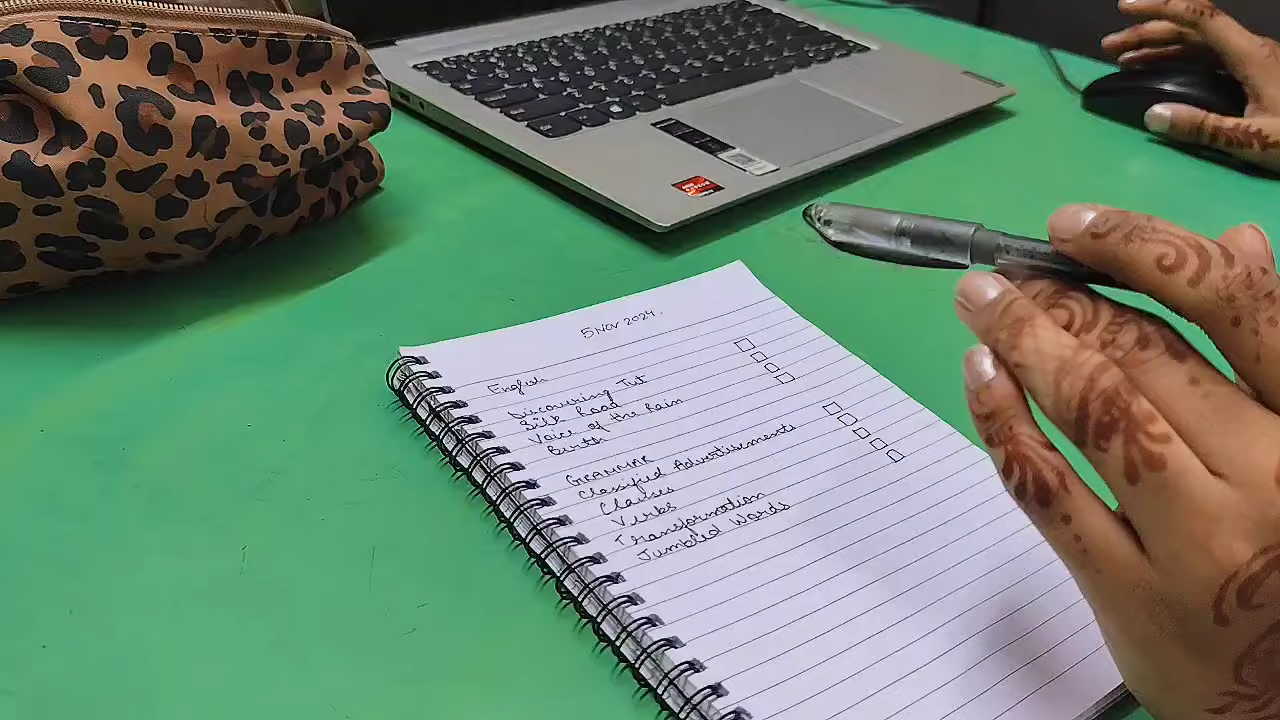 5 Nov 2024.
English
Discovering Tut
Silk Road
Voice of the Rain
Birth
GRAMMAR
Classified Advertisements
Clauses
Verbs
Transformation
Jumbled Words